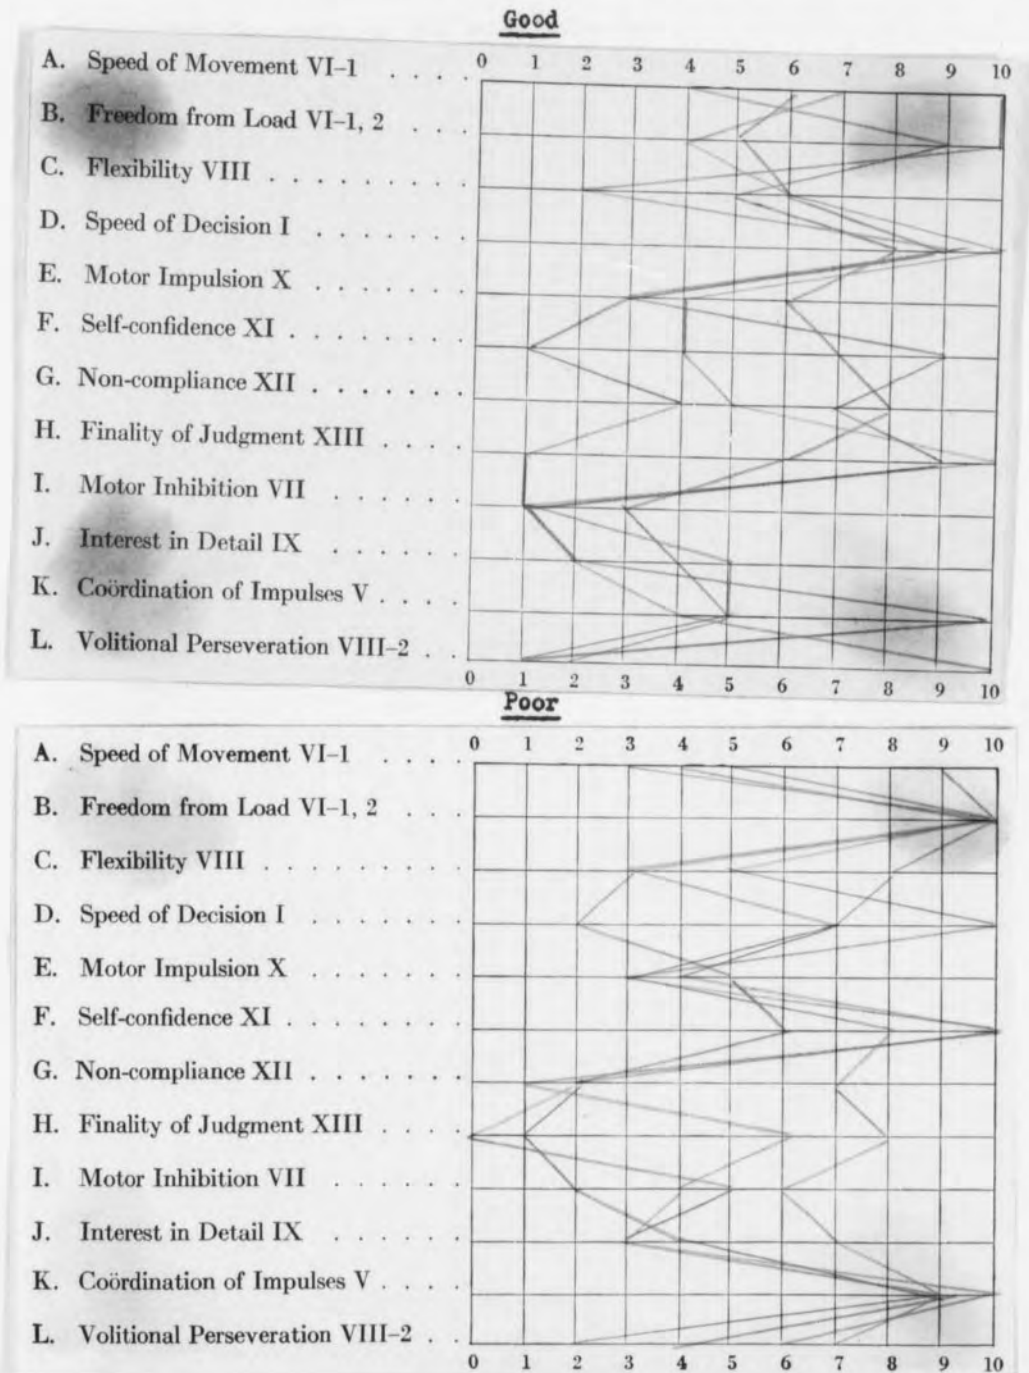 Good
0 1 2 3 4 5 6 7 8 9 10
A. Speed of Movement VI-1 . . . .
B. Freedom from Load VI-1, 2 . . .
C. Flexibility VIII . . . . . . . . .
D. Speed of Decision I . . . . . . .
E. Motor Impulsion X . . . . . . .
F. Self-confidence XI . . . . . . . .
G. Non-compliance XII . . . . . . .
H. Finality of Judgment XIII . . . .
I. Motor Inhibition VII . . . . . .
J. Interest in Detail IX . . . . . .
K. Coördination of Impulses V . . . .
L. Volitional Perseveration VIII-2 . .
0 1 2 3 4 5 6 7 8 9 10
Poor
0 1 2 3 4 5 6 7 8 9 10
A. Speed of Movement VI-1 . . . .
B. Freedom from Load VI-1, 2 . . .
C. Flexibility VIII . . . . . . . . .
D. Speed of Decision I . . . . . . .
E. Motor Impulsion X . . . . . . .
F. Self-confidence XI . . . . . . . .
G. Non-compliance XII . . . . . . .
H. Finality of Judgment XIII . . . .
I. Motor Inhibition VII . . . . . .
J. Interest in Detail IX . . . . . .
K. Coördination of Impulses V . . . .
L. Volitional Perseveration VIII-2 . .
0 1 2 3 4 5 6 7 8 9 10